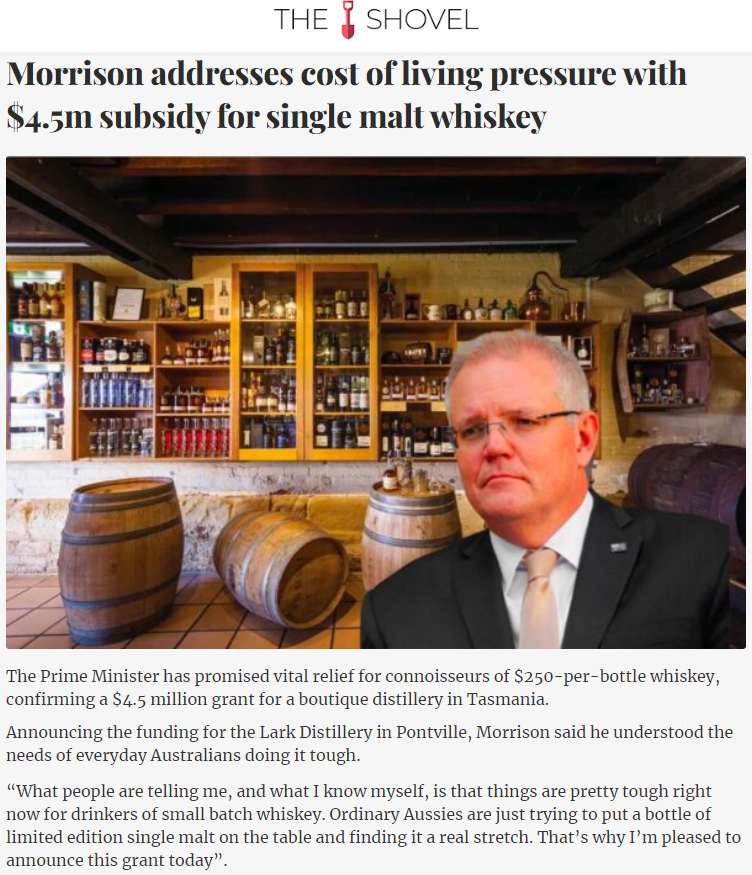 THE SHOVEL
Morrison addresses cost of living pressure with
$4.5m subsidy for single malt whiskey
The Prime Minister has promised vital relief for connoisseurs of $250-per-bottle whiskey,
confirming a $4.5 million grant for a boutique distillery in Tasmania.
Announcing the funding for the Lark Distillery in Pontville, Morrison said he understood the
needs of everyday Australians doing it tough.
“What people are telling me, and what I know myself, is that things are pretty tough right
now for drinkers of small batch whiskey. Ordinary Aussies are just trying to put a bottle of
limited edition single malt on the table and finding it a real stretch. That’s why I’m pleased to
announce this grant today”.